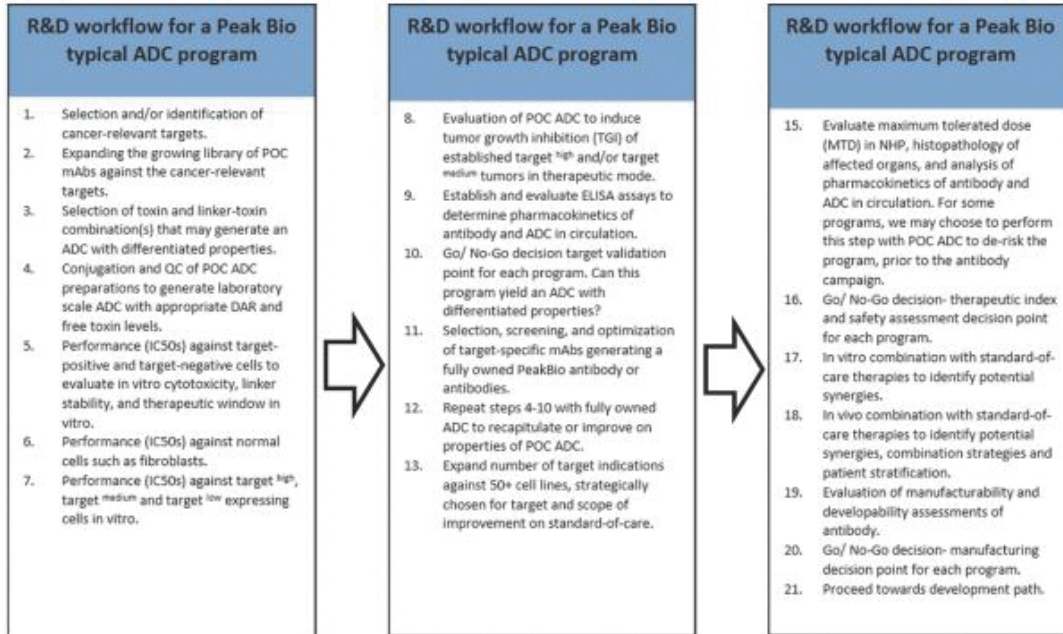 R&D workflow for a Peak Bio
typical ADC program
1. Selection and/or identification of
cancer-relevant targets.
2. Expanding the growing library of POC
mAbs against the cancer-relevant
targets.
3. Selection of toxin and linker-toxin
combination(s) that may generate an
ADC with differentiated properties.
4. Conjugation and QC of POC ADC
preparations to generate laboratory
scale ADC with appropriate DAR and
free toxin levels.
5. Performance (IC50s) against target-
positive and target-negative cells to
evaluate in vitro cytotoxicity, linker
stability, and therapeutic window in
vitro.
6. Performance (IC50s) against normal
cells such as fibroblasts.
7. Performance (IC50s) against target high,
target medium and target low expressing
cells in vitro.
R&D workflow for a Peak Bio
typical ADC program
8. Evaluation of POC ADC to induce
tumor growth inhibition (TGI) of
established target high and/or target
medium tumors in therapeutic mode.
9. Establish and evaluate ELISA assays to
determine pharmacokinetics of
antibody and ADC in circulation.
10. Go/ No-Go decision target validation
point for each program. Can this
program yield an ADC with
differentiated properties?
11. Selection, screening, and optimization
of target-specific mAbs generating a
fully owned PeakBio antibody or
antibodies.
12. Repeat steps 4-10 with fully owned
ADC to recapitulate or improve on
properties of POC ADC.
13. Expand number of target indications
against 50+ cell lines, strategically
chosen for target and scope of
improvement on standard-of-care.
R&D workflow for a Peak Bio
typical ADC program
15. Evaluate maximum tolerated dose
(MTD) in NHP, histopathology of
affected organs, and analysis of
pharmacokinetics of antibody and
ADC in circulation. For some
programs, we may choose to perform
this step with POC ADC to de-risk the
program, prior to the antibody
campaign.
16. Go/ No-Go decision- therapeutic index
and safety assessment decision point
for each program.
17. In vitro combination with standard-of-
care therapies to identify potential
synergies.
18. In vivo combination with standard-of-
care therapies to identify potential
synergies, combination strategies and
patient stratification.
19. Evaluation of manufacturability and
developability assessments of
antibody.
20. Go/ No-Go decision- manufacturing
decision point for each program.
21. Proceed towards development path.